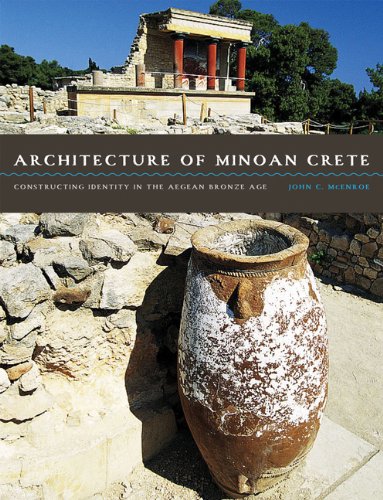 ARCHITECTURE OF MINOAN CRETE
CONSTRUCTING IDENTITY IN THE AEGEAN BRONZE AGE JOHN C. McENROE